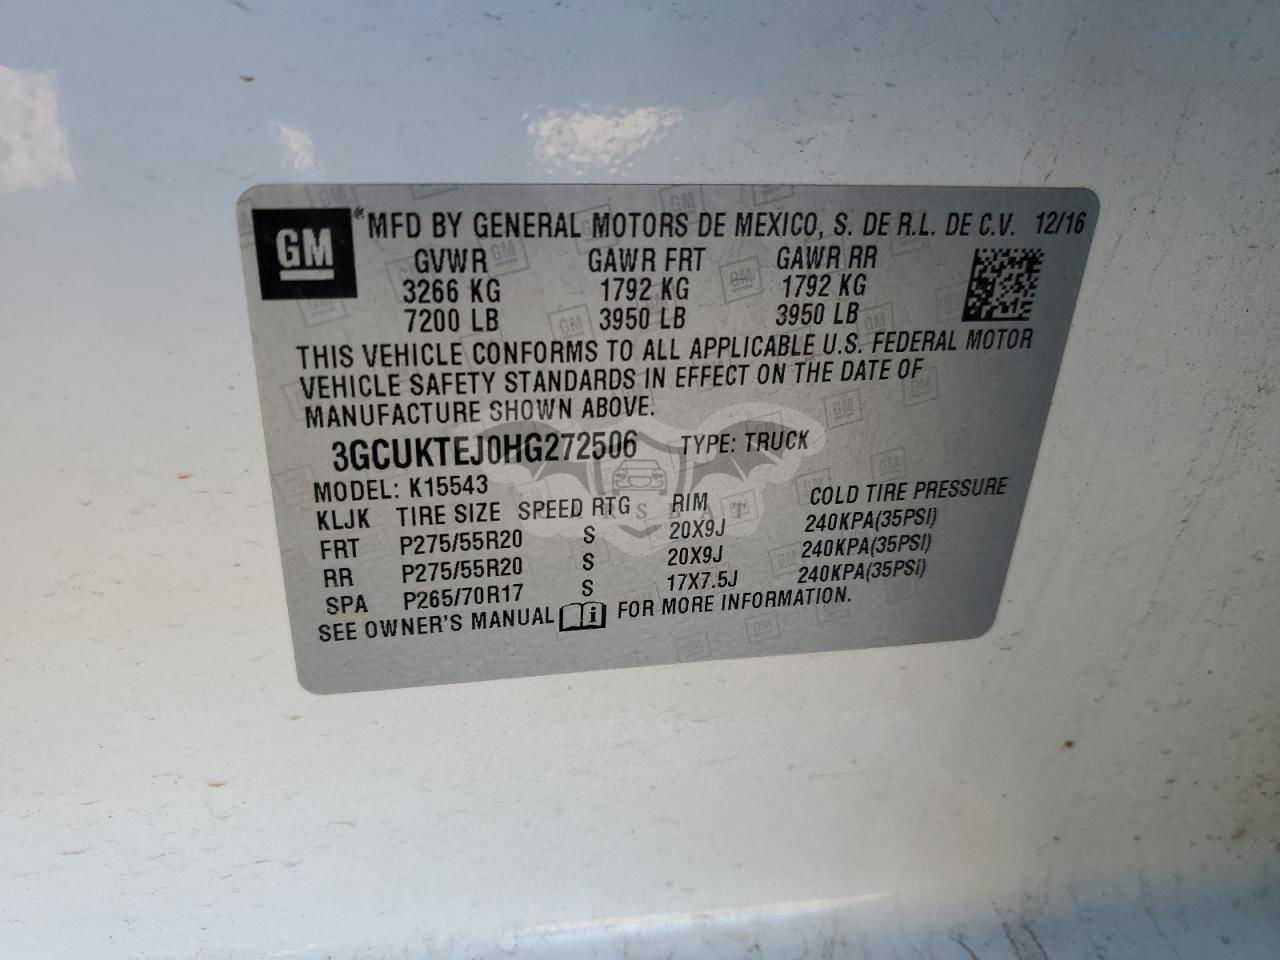 GM
® MFD BY GENERAL MOTORS DE MEXICO, S. DE R.L. DE C.V. 12/16
GVWR GAWR FRT GAWR RR
3266 KG 1792 KG 1792 KG
7200 LB 3950 LB 3950 LB
THIS VEHICLE CONFORMS TO ALL APPLICABLE U.S. FEDERAL MOTOR
VEHICLE SAFETY STANDARDS IN EFFECT ON THE DATE OF
MANUFACTURE SHOWN ABOVE.
3GCUKTEJ0HG272506 TYPE: TRUCK
MODEL: K15543
KLJK TIRE SIZE SPEED RTG RIM COLD TIRE PRESSURE
FRT P275/55R20 S 20X9J 240KPA(35PSI)
RR P275/55R20 S 20X9J 240KPA(35PSI)
SPA P265/70R17 S 17X7.5J 240KPA(35PSI)
SEE OWNER'S MANUAL i FOR MORE INFORMATION.
CARSBAT